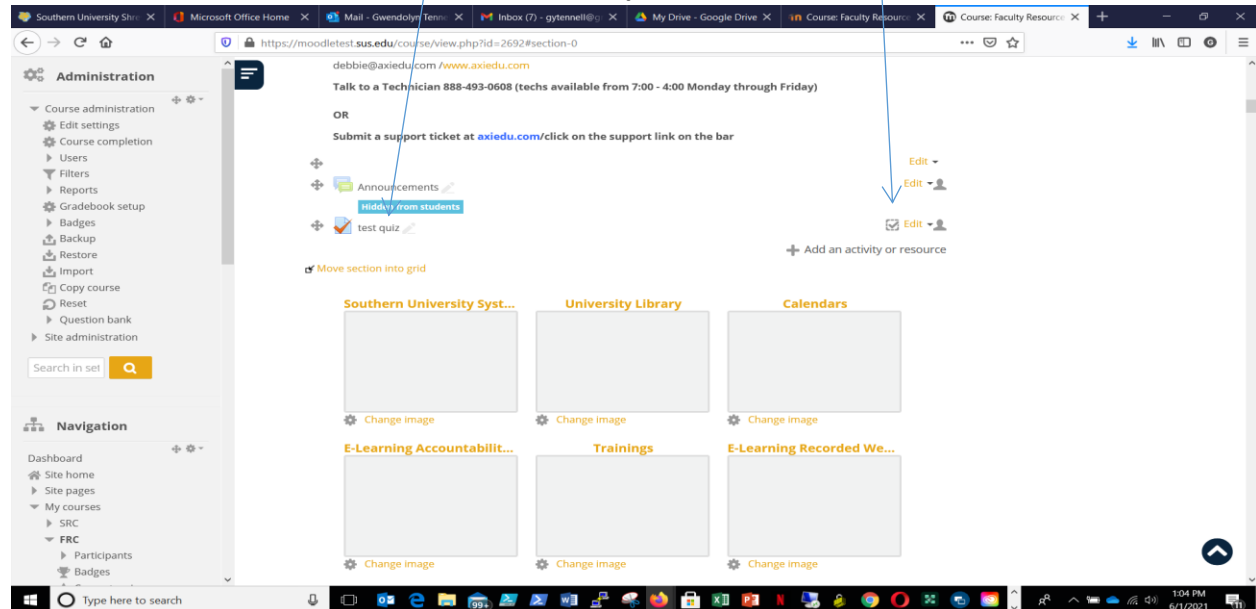 Southern University Shre
Microsoft Office Home
Mail - Gwendolyn Tenne
Inbox (7) - gytennell@g
My Drive - Google Drive
Course: Faculty Resource
Course: Faculty Resource
https://moodletest.sus.edu/course/view.php?id=2692#section-0
Administration
Course administration
Edit settings
Course completion
Users
Filters
Reports
Gradebook setup
Badges
Backup
Restore
Import
Copy course
Reset
Question bank
Site administration
Search in set
Navigation
Dashboard
Site home
Site pages
My courses
SRC
FRC
Participants
Badges
debbie@axiedu.com /www.axiedu.com
Talk to a Technician 888-493-0608 (techs available from 7:00 - 4:00 Monday through Friday)
OR
Submit a support ticket at axiedu.com/click on the support link on the bar
Edit
Announcements
Edit
Hidden from students
test quiz
Edit
Add an activity or resource
Move section into grid
Southern University Syst...
University Library
Calendars
Change image
Change image
Change image
E-Learning Accountabilit...
Trainings
E-Learning Recorded We...
Change image
Change image
Change image
Type here to search
99+
1:04 PM
6/1/2021